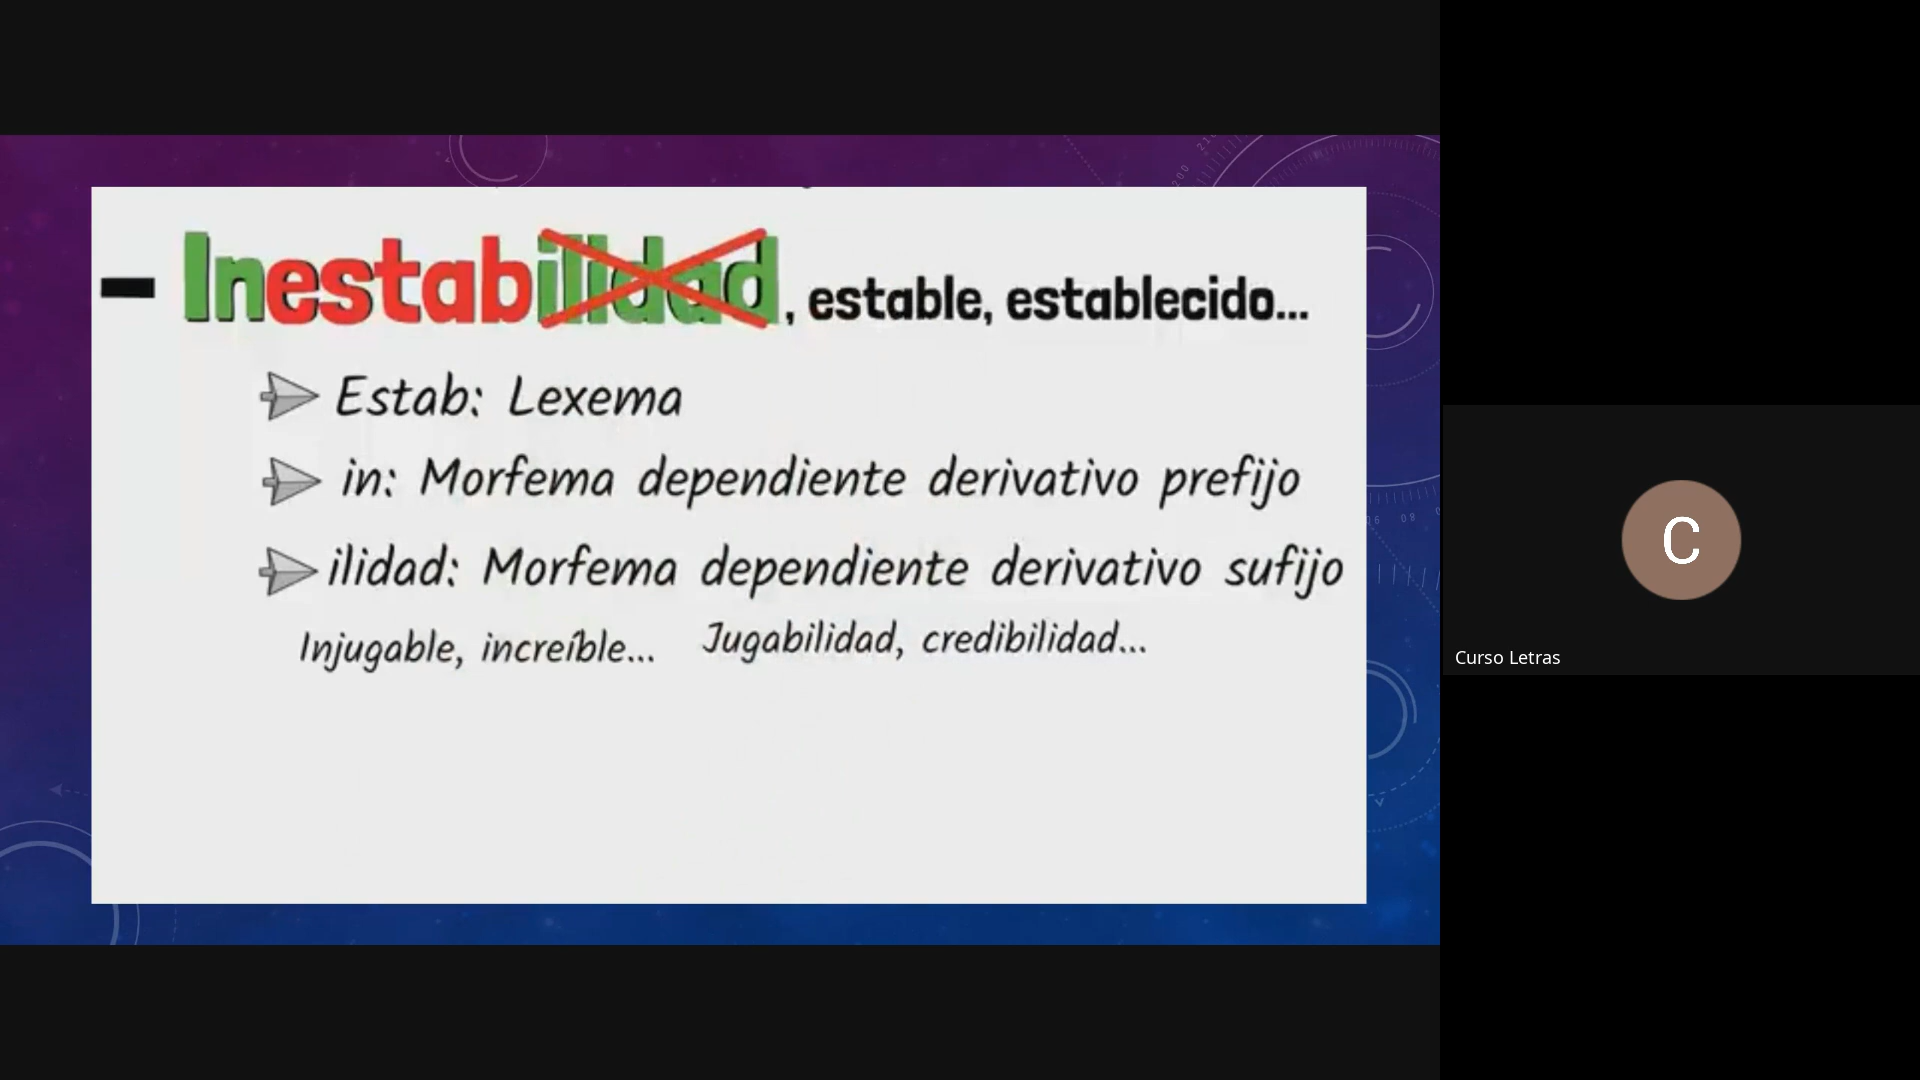 - Inestabilidad, estable, establecido...
Estab: Lexema
in: Morfema dependiente derivativo prefijo
ilidad: Morfema dependiente derivativo sufijo
Injugable, increíble... Jugabilidad, credibilidad...
C
Curso Letras